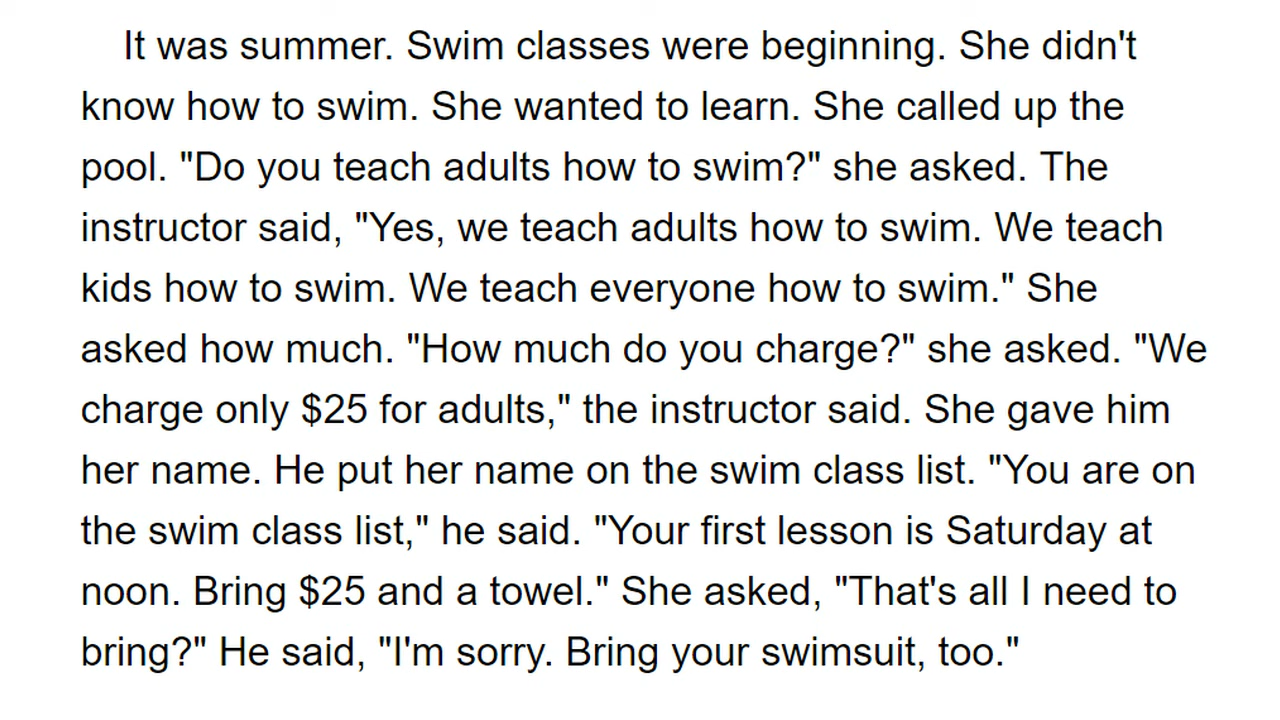 It was summer. Swim classes were beginning. She didn't
know how to swim. She wanted to learn. She called up the
pool. "Do you teach adults how to swim?" she asked. The
instructor said, "Yes, we teach adults how to swim. We teach
kids how to swim. We teach everyone how to swim." She
asked how much. "How much do you charge?" she asked. "We
charge only $25 for adults," the instructor said. She gave him
her name. He put her name on the swim class list. "You are on
the swim class list," he said. "Your first lesson is Saturday at
noon. Bring $25 and a towel." She asked, "That's all I need to
bring?" He said, "I'm sorry. Bring your swimsuit, too."